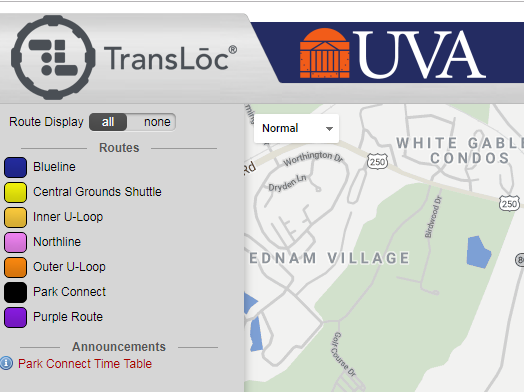 TransLōc® UVA
Route Display all none
Normal
Routes
Blueline
Central Grounds Shuttle
Inner U-Loop
Northline
Outer U-Loop
Park Connect
Purple Route
Announcements
Park Connect Time Table
WHITE GABLE
CONDOS
Worthington Dr
250
Rd
Dryden Ln
250
Birdwood Dr
EDNAM VILLAGE
Golf Course Dr